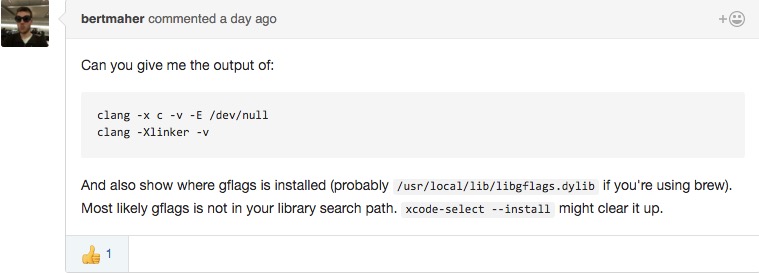 bertmaher commented a day ago
Can you give me the output of:
clang -x c -v -E /dev/null
clang -Xlinker -v
And also show where gflags is installed (probably /usr/local/lib/libgflags.dylib if you're using brew).
Most likely gflags is not in your library search path. xcode-select --install might clear it up.
1